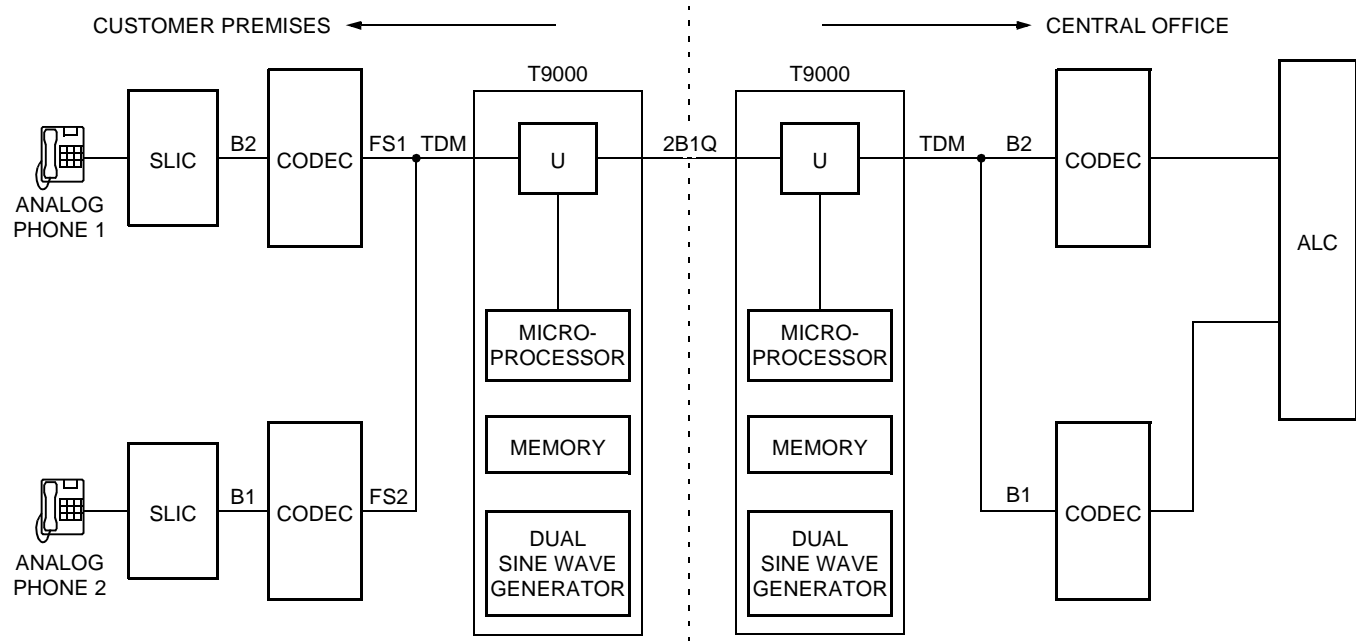 CUSTOMER PREMISES
CENTRAL OFFICE
T9000
T9000
ANALOG
PHONE 1
SLIC
B2
CODEC
FS1
TDM
U
2B1Q
U
TDM
B2
CODEC
ALC
MICRO-
PROCESSOR
MICRO-
PROCESSOR
MEMORY
MEMORY
ANALOG
PHONE 2
SLIC
B1
CODEC
FS2
DUAL
SINE WAVE
GENERATOR
DUAL
SINE WAVE
GENERATOR
B1
CODEC